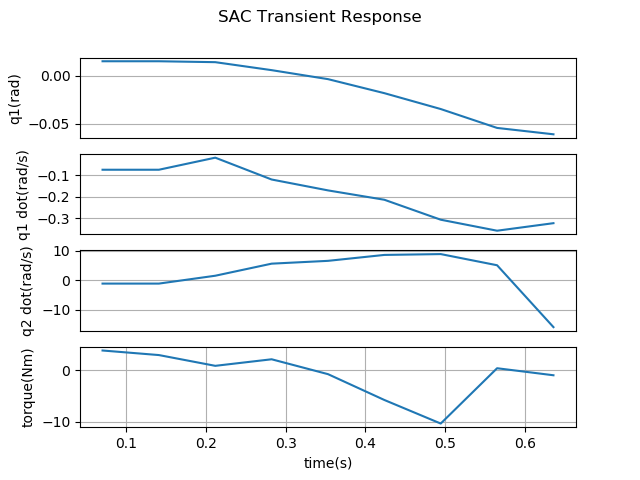 SAC Transient Response
0.00
−0.05
q1(rad)
−0.1
−0.2
−0.3
q1 dot(rad/s)
10
0
−10
q2 dot(rad/s)
0
−10
torque(Nm)
0.1 0.2 0.3 0.4 0.5 0.6
time(s)